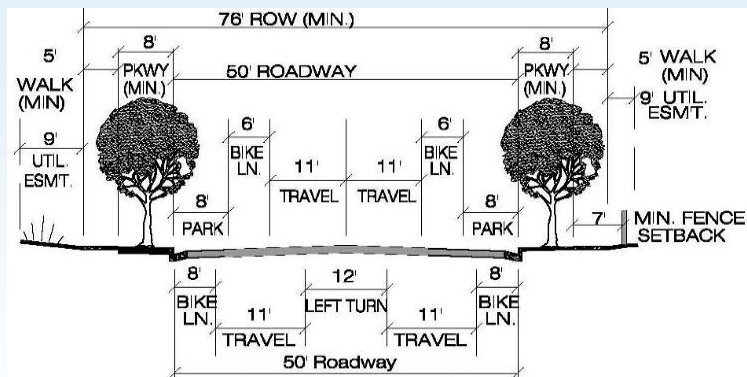 76' ROW (MIN.)
5'
WALK
(MIN)
8'
PKWY
(MIN.)
50' ROADWAY
8'
PKWY
(MIN.)
5' WALK
(MIN)
9' UTIL.
ESMT.
9'
UTIL.
ESM'T.
6'
BIKE
LN.
11'
TRAVEL
11'
TRAVEL
6'
BIKE
LN.
8'
PARK
8'
PARK
7'
MIN. FENCE
SETBACK
8'
BIKE
LN.
11'
TRAVEL
12'
LEFT TURN
11'
TRAVEL
8'
BIKE
LN.
50' Roadway